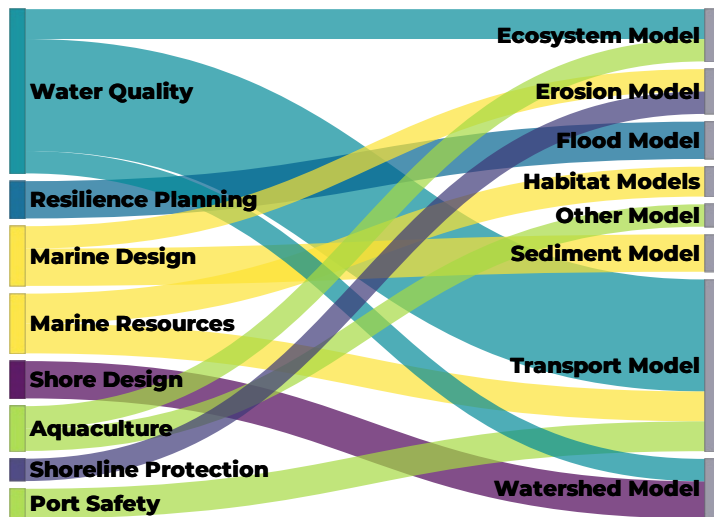 Water Quality
Resilience Planning
Marine Design
Marine Resources
Shore Design
Aquaculture
Shoreline Protection
Port Safety
Ecosystem Model
Erosion Model
Flood Model
Habitat Models
Other Model
Sediment Model
Transport Model
Watershed Model